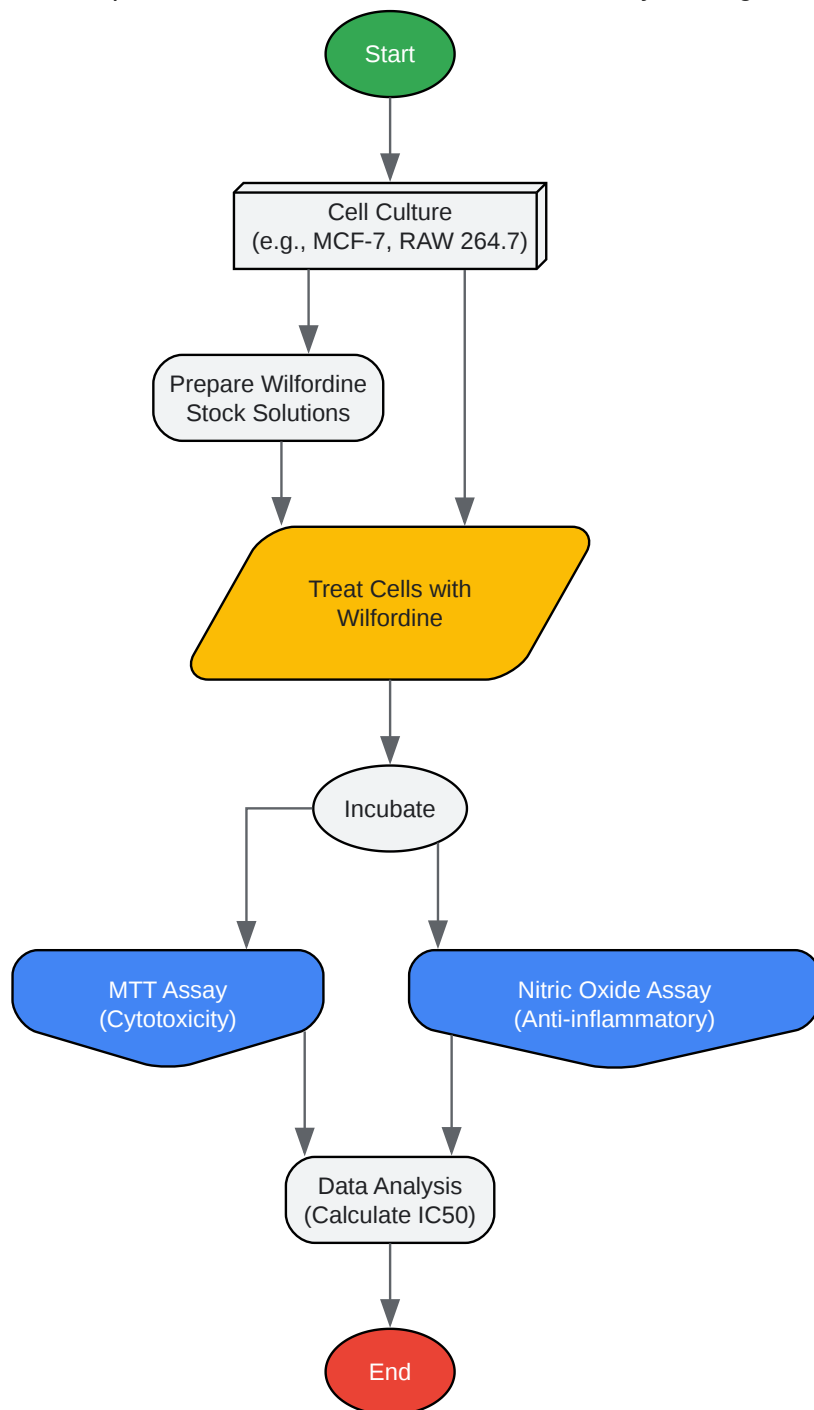 Start
Cell Culture
(e.g., MCF-7, RAW 264.7)
Prepare Wilfordine
Stock Solutions
Treat Cells with
Wilfordine
Incubate
MTT Assay
(Cytotoxicity)
Nitric Oxide Assay
(Anti-inflammatory)
Data Analysis
(Calculate IC50)
End